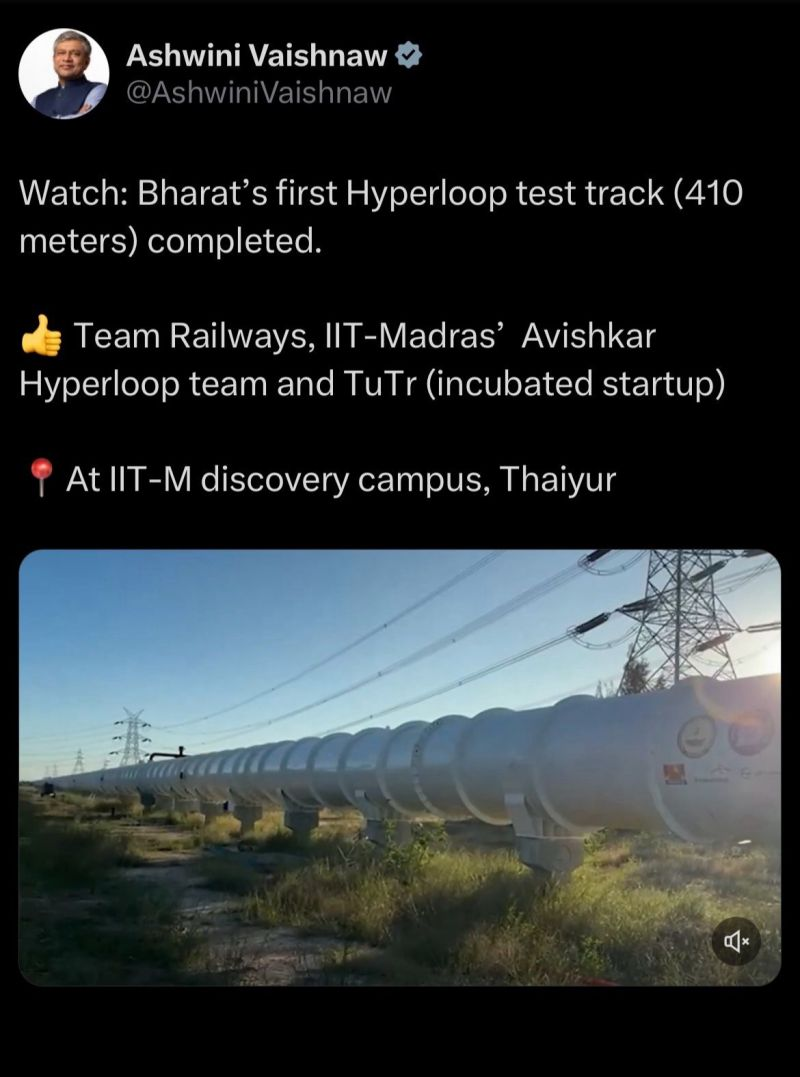 Ashwini Vaishnaw
@AshwiniVaishnaw
Watch: Bharat’s first Hyperloop test track (410
meters) completed.
👍 Team Railways, IIT-Madras’  Avishkar
Hyperloop team and TuTr (incubated startup)
📍 At IIT-M discovery campus, Thaiyur